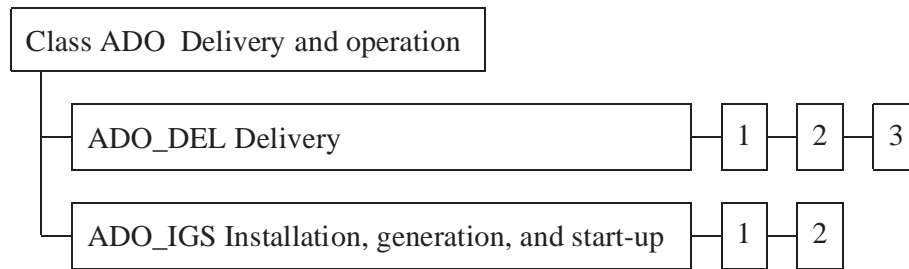 Class ADO Delivery and operation
ADO_DEL Delivery 1 2 3
ADO_IGS Installation, generation, and start-up 1 2